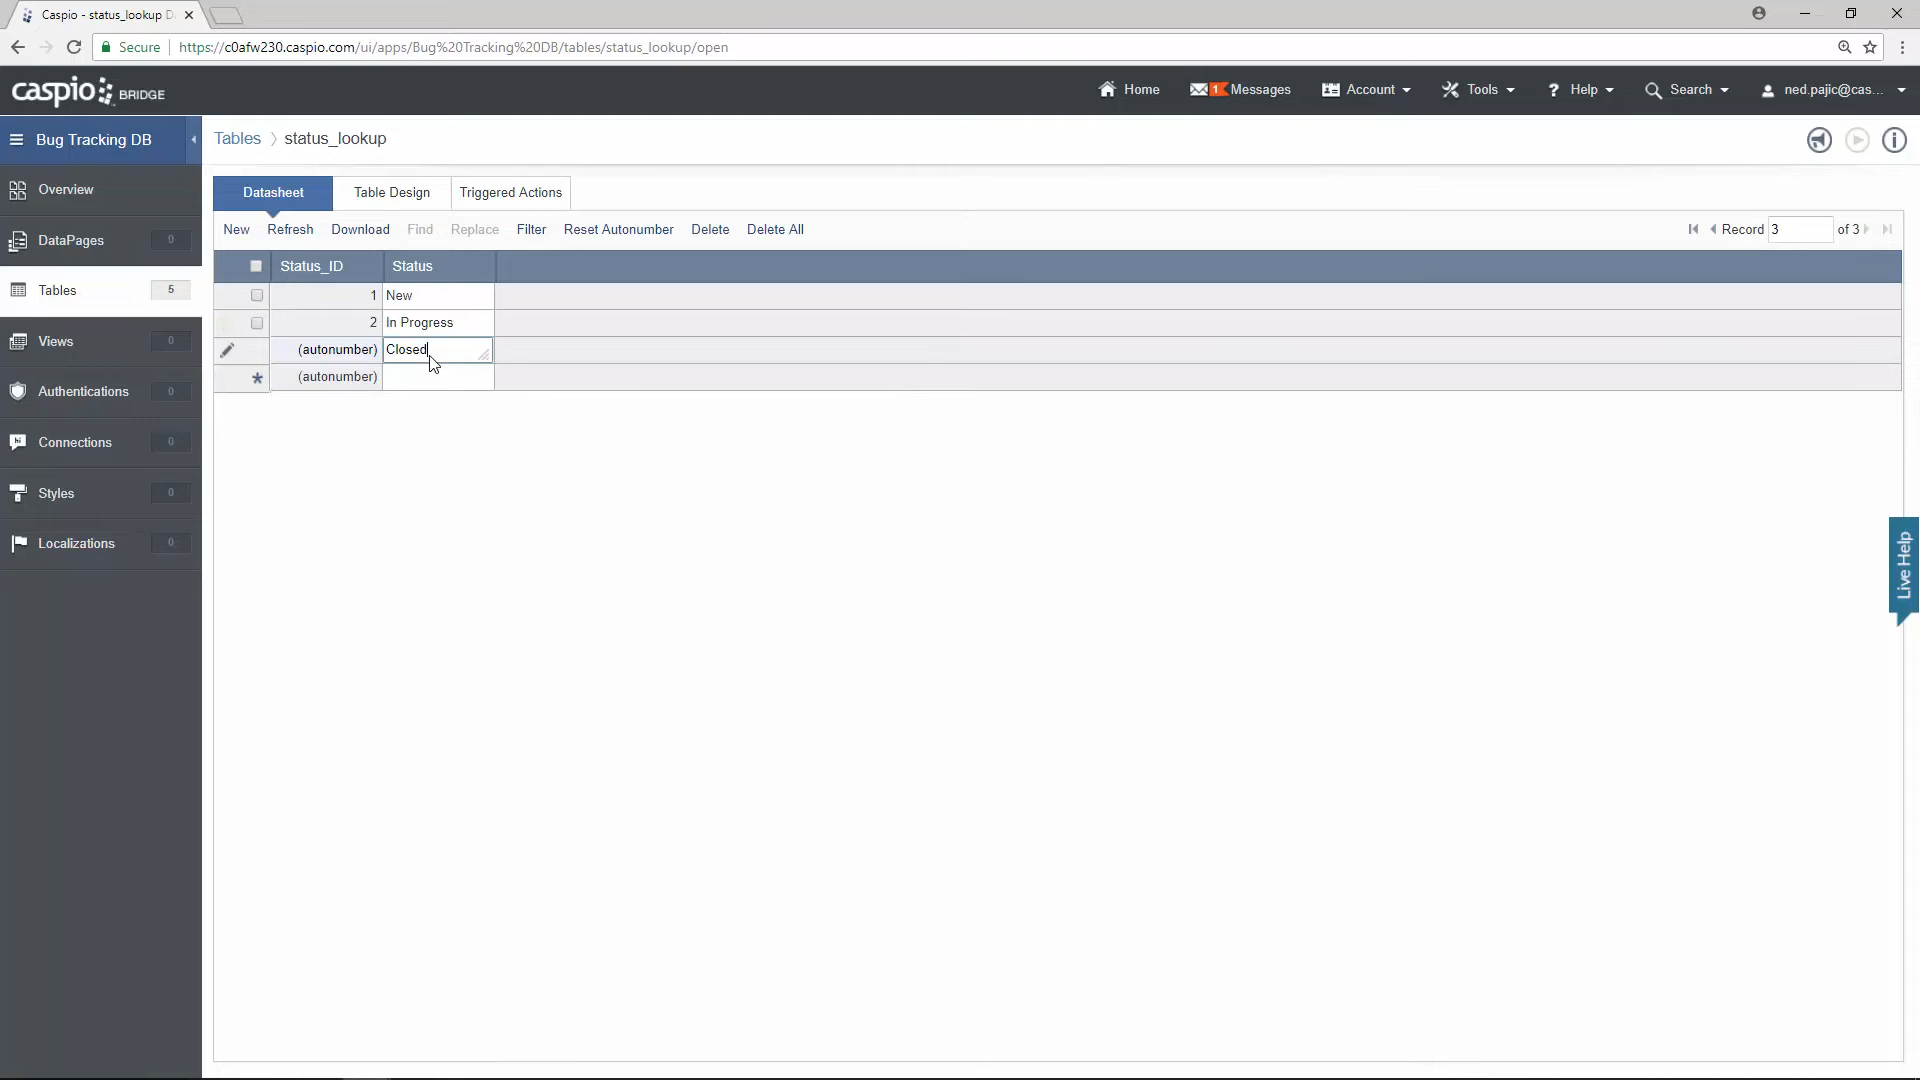 Caspio - status_lookup D
Secure https://c0afw230.caspio.com/ui/apps/Bug%20Tracking%20DB/tables/status_lookup/open
caspio BRIDGE
Home
1 Messages
Account
Tools
? Help
Search
ned.pajic@cas...
Bug Tracking DB
Tables > status_lookup
Overview
DataPages 0
Tables 5
Views 0
Authentications 0
Connections 0
Styles 0
Localizations 0
Datasheet Table Design Triggered Actions
New Refresh Download Find Replace Filter Reset Autonumber Delete Delete All
Record 3 of 3
Status_ID Status
1 New
2 In Progress
(autonumber) Closed
* (autonumber)
Live Help